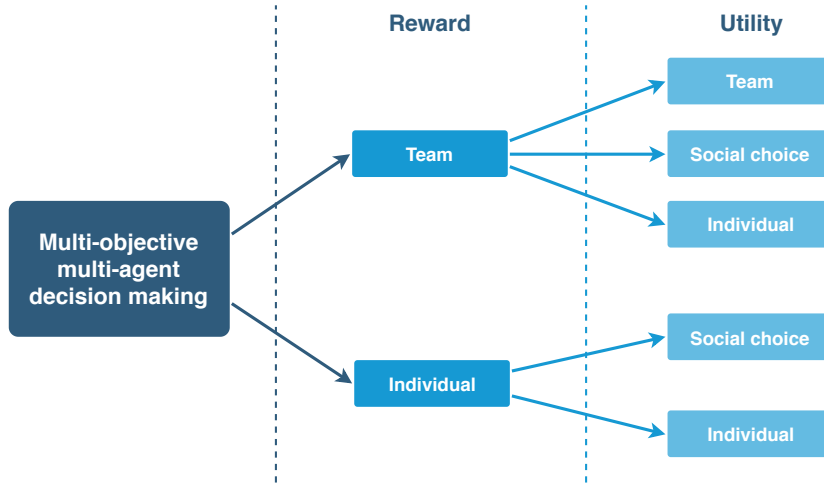 Reward
Utility
Team
Team
Social choice
Individual
Multi-objective
multi-agent
decision making
Social choice
Individual
Individual